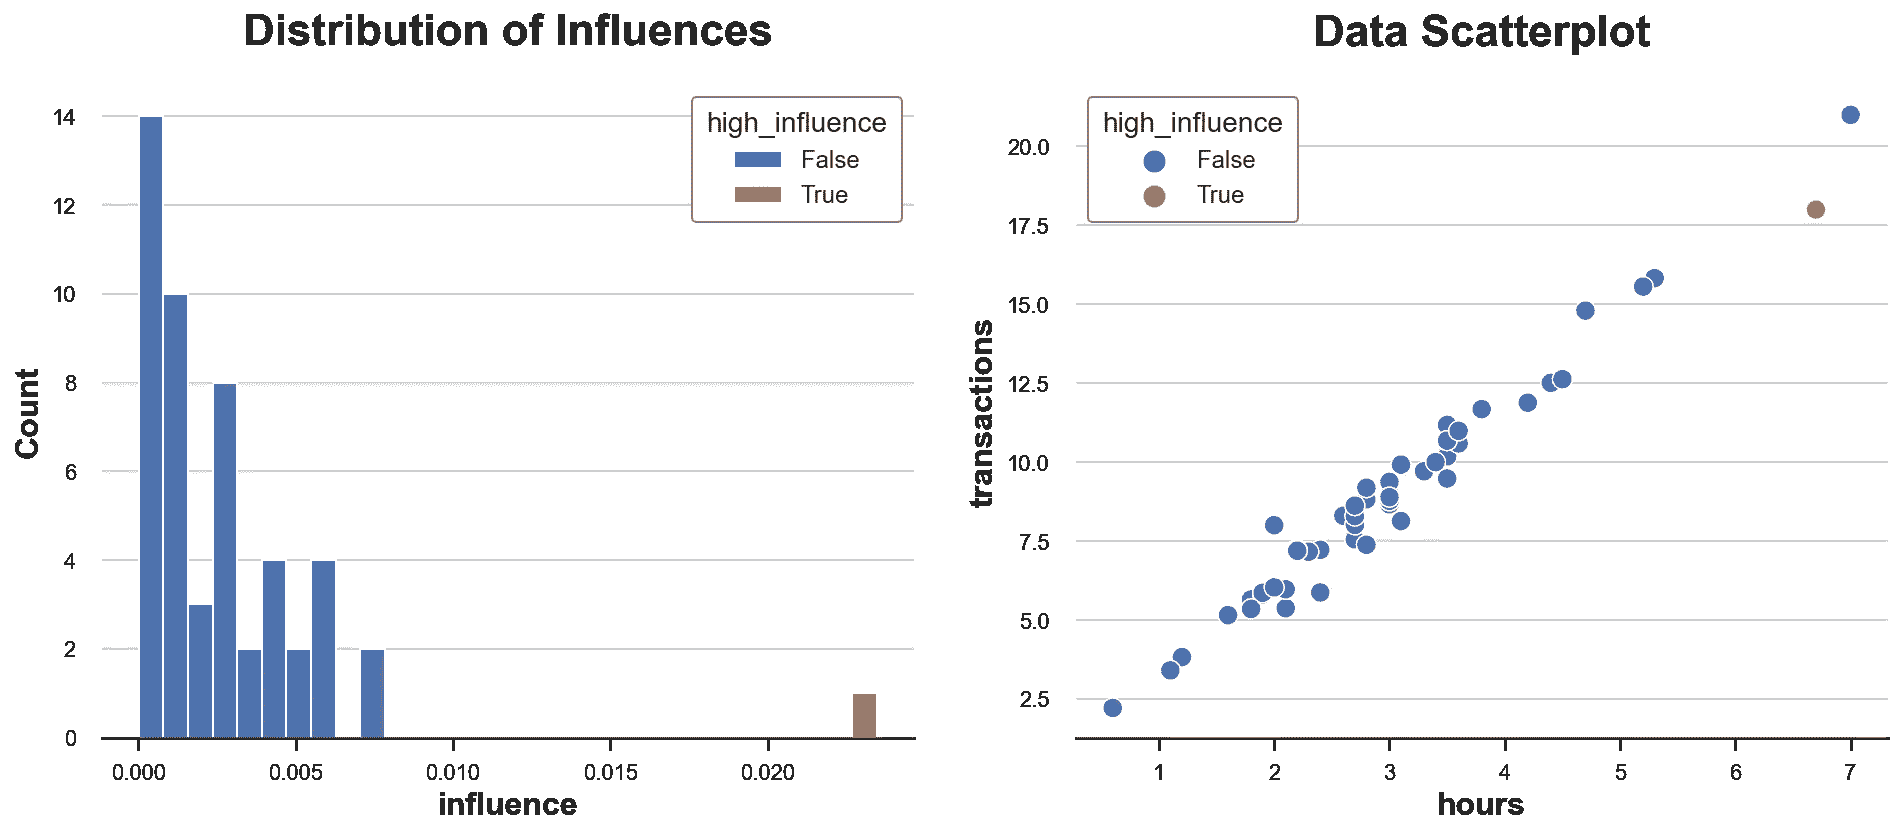 Distribution of Influences
14
12
10
8
6
4
2
0
Count
high_influence
False
True
0.000 0.005 0.010 0.015 0.020
influence
Data Scatterplot
20.0
17.5
15.0
12.5
10.0
7.5
5.0
2.5
transactions
high_influence
False
True
1 2 3 4 5 6 7
hours